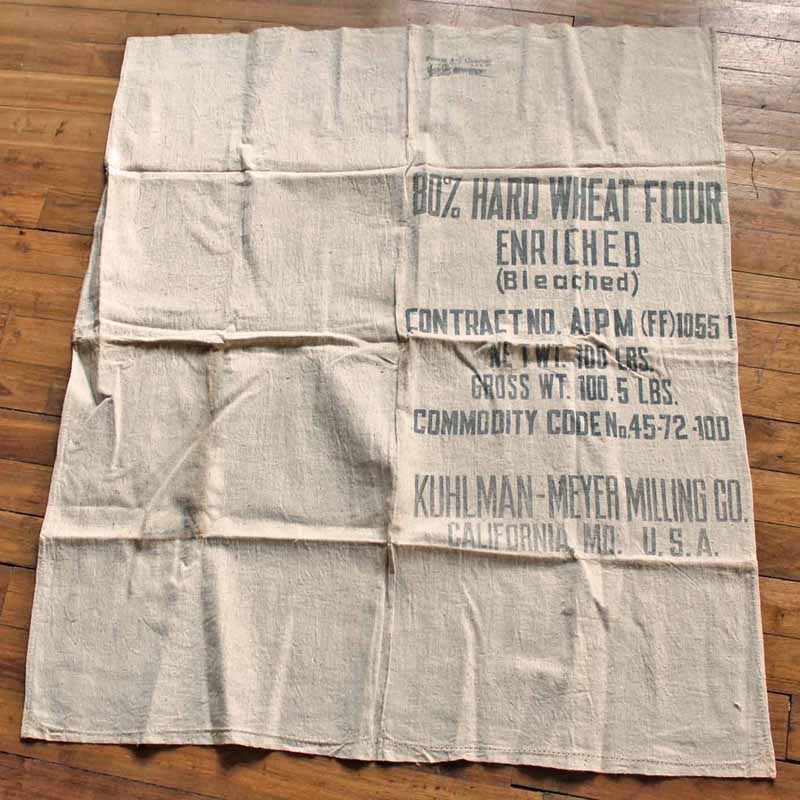 80% HARD WHEAT FLOUR
ENRICHED
(Bleached)
CONTRACT NO. AIPM (FF)10551
NET WT. 100 LBS.
GROSS WT. 100.5 LBS.
COMMODITY CODE No. 45-72-100
KUHLMAN-MEYER MILLING CO.
CALIFORNIA, MO. U.S.A.